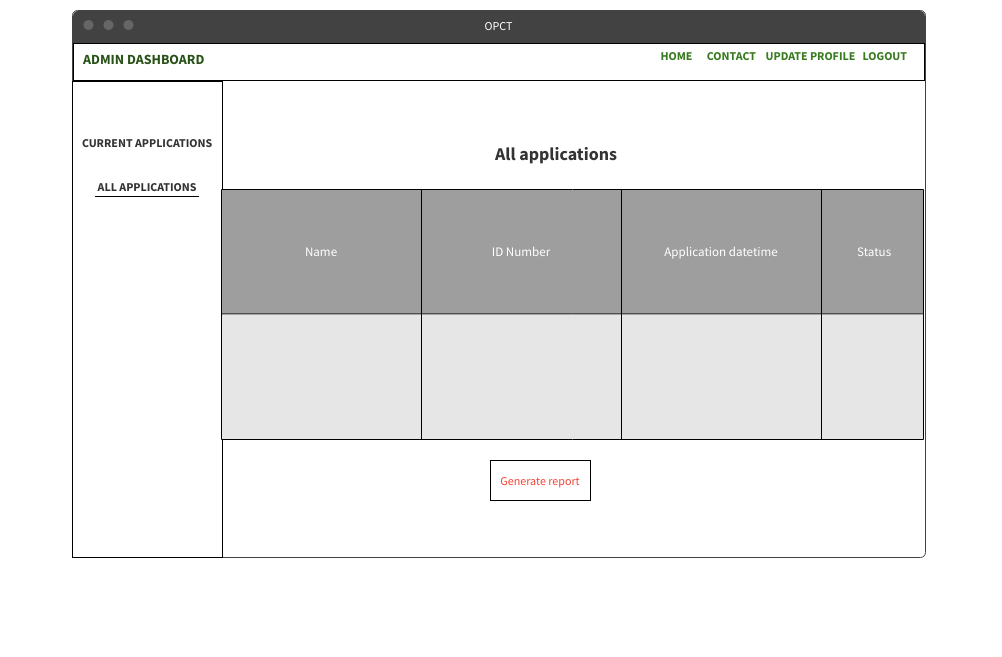 OPCT
ADMIN DASHBOARD
HOME CONTACT UPDATE PROFILE LOGOUT
CURRENT APPLICATIONS
ALL APPLICATIONS
All applications
Name ID Number Application datetime Status
Generate report